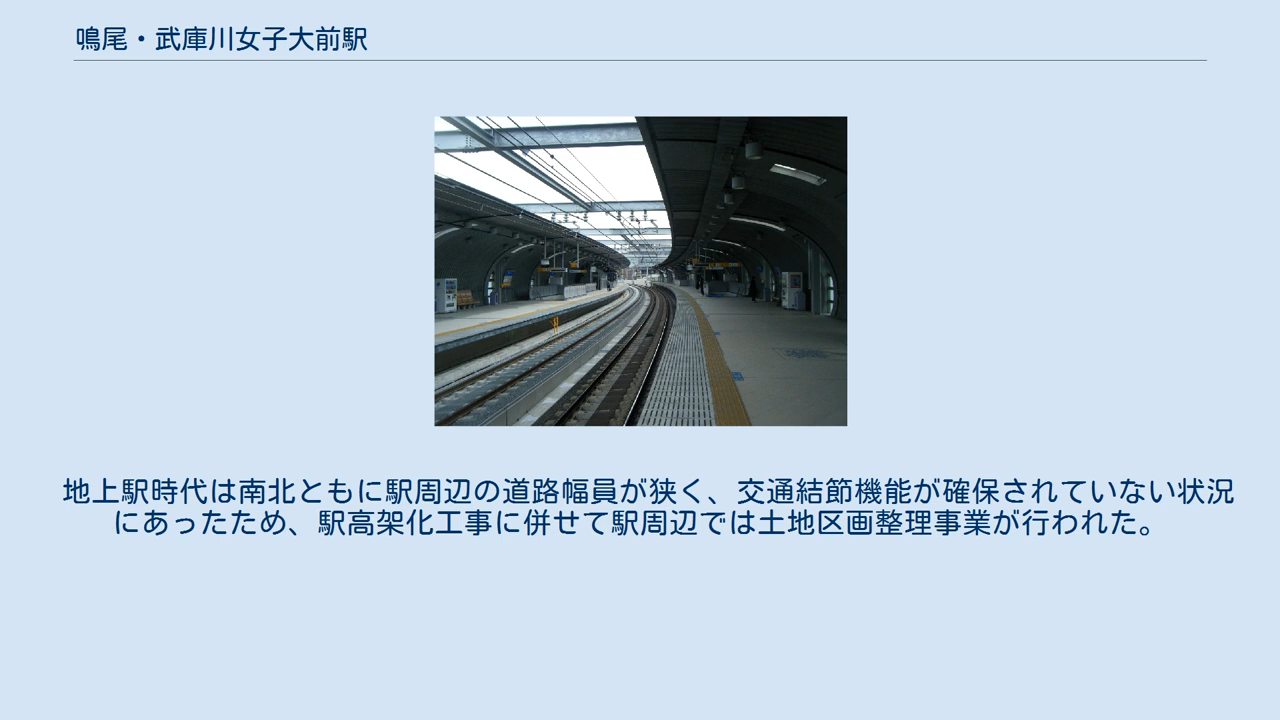 鳴尾・武庫川女子大前駅
地上駅時代は南北ともに駅周辺の道路幅員が狭く、交通結節機能が確保されていない状況
にあったため、駅高架化工事に併せて駅周辺では土地区画整理事業が行われた。